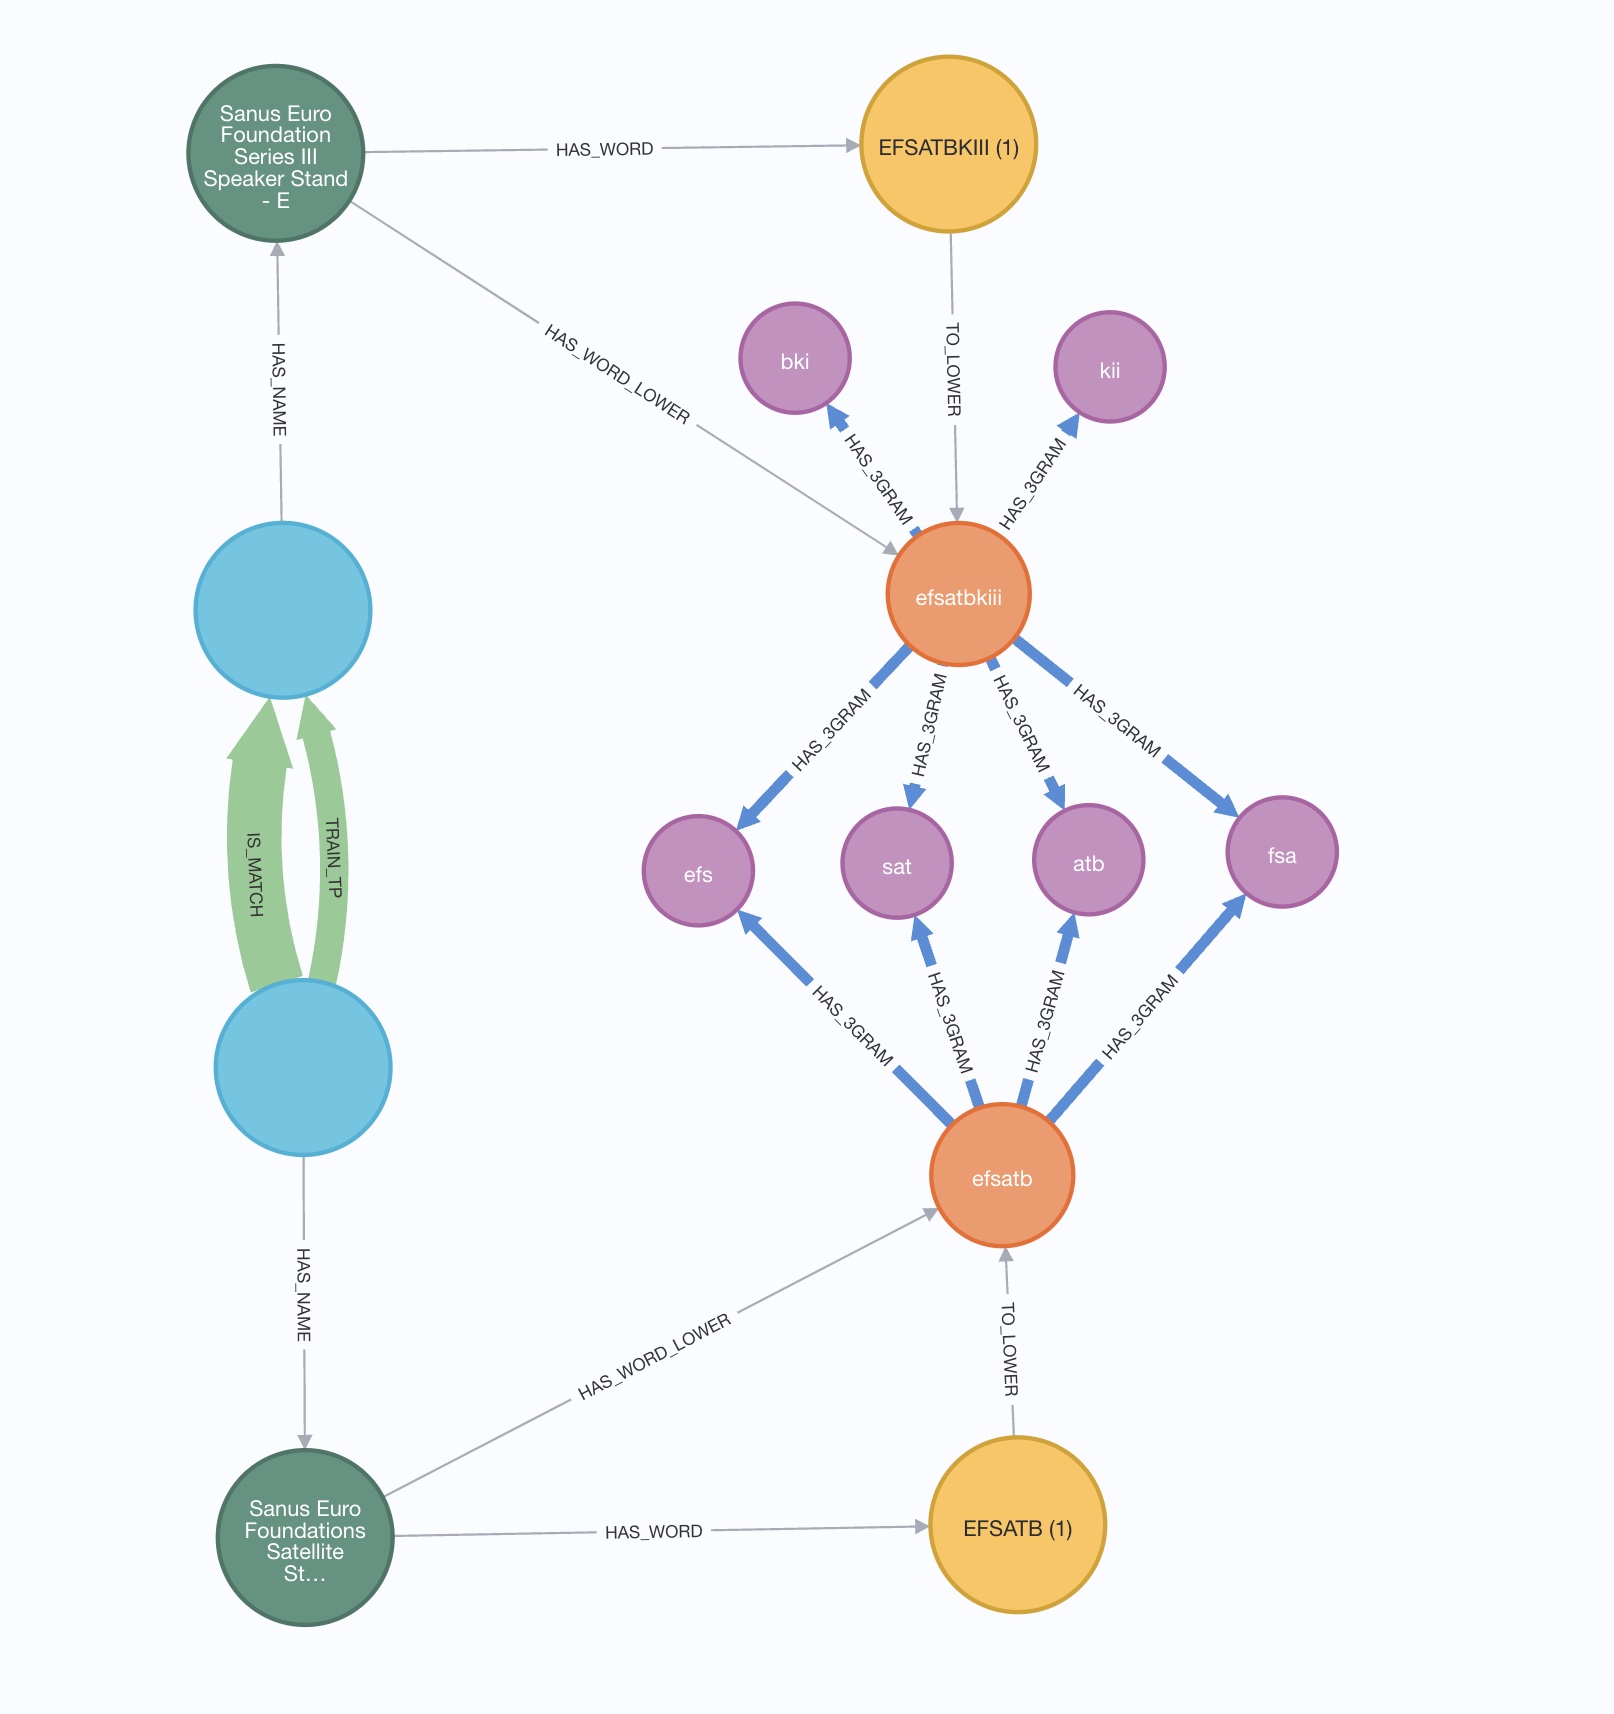 Sanus Euro
Foundation
Series III
Speaker Stand
- E
HAS_WORD
EFSATBKIII (1)
HAS_NAME
HAS_WORD_LOWER
TO_LOWER
bki
kii
HAS_3GRAM
HAS_3GRAM
efsatbkiii
HAS_3GRAM
HAS_3GRAM
HAS_3GRAM
HAS_3GRAM
IS_MATCH
TRAIN_TP
efs
sat
atb
fsa
HAS_3GRAM
HAS_3GRAM
HAS_3GRAM
HAS_3GRAM
efsatb
HAS_NAME
HAS_WORD_LOWER
TO_LOWER
Sanus Euro
Foundations
Satellite
St...
HAS_WORD
EFSATB (1)